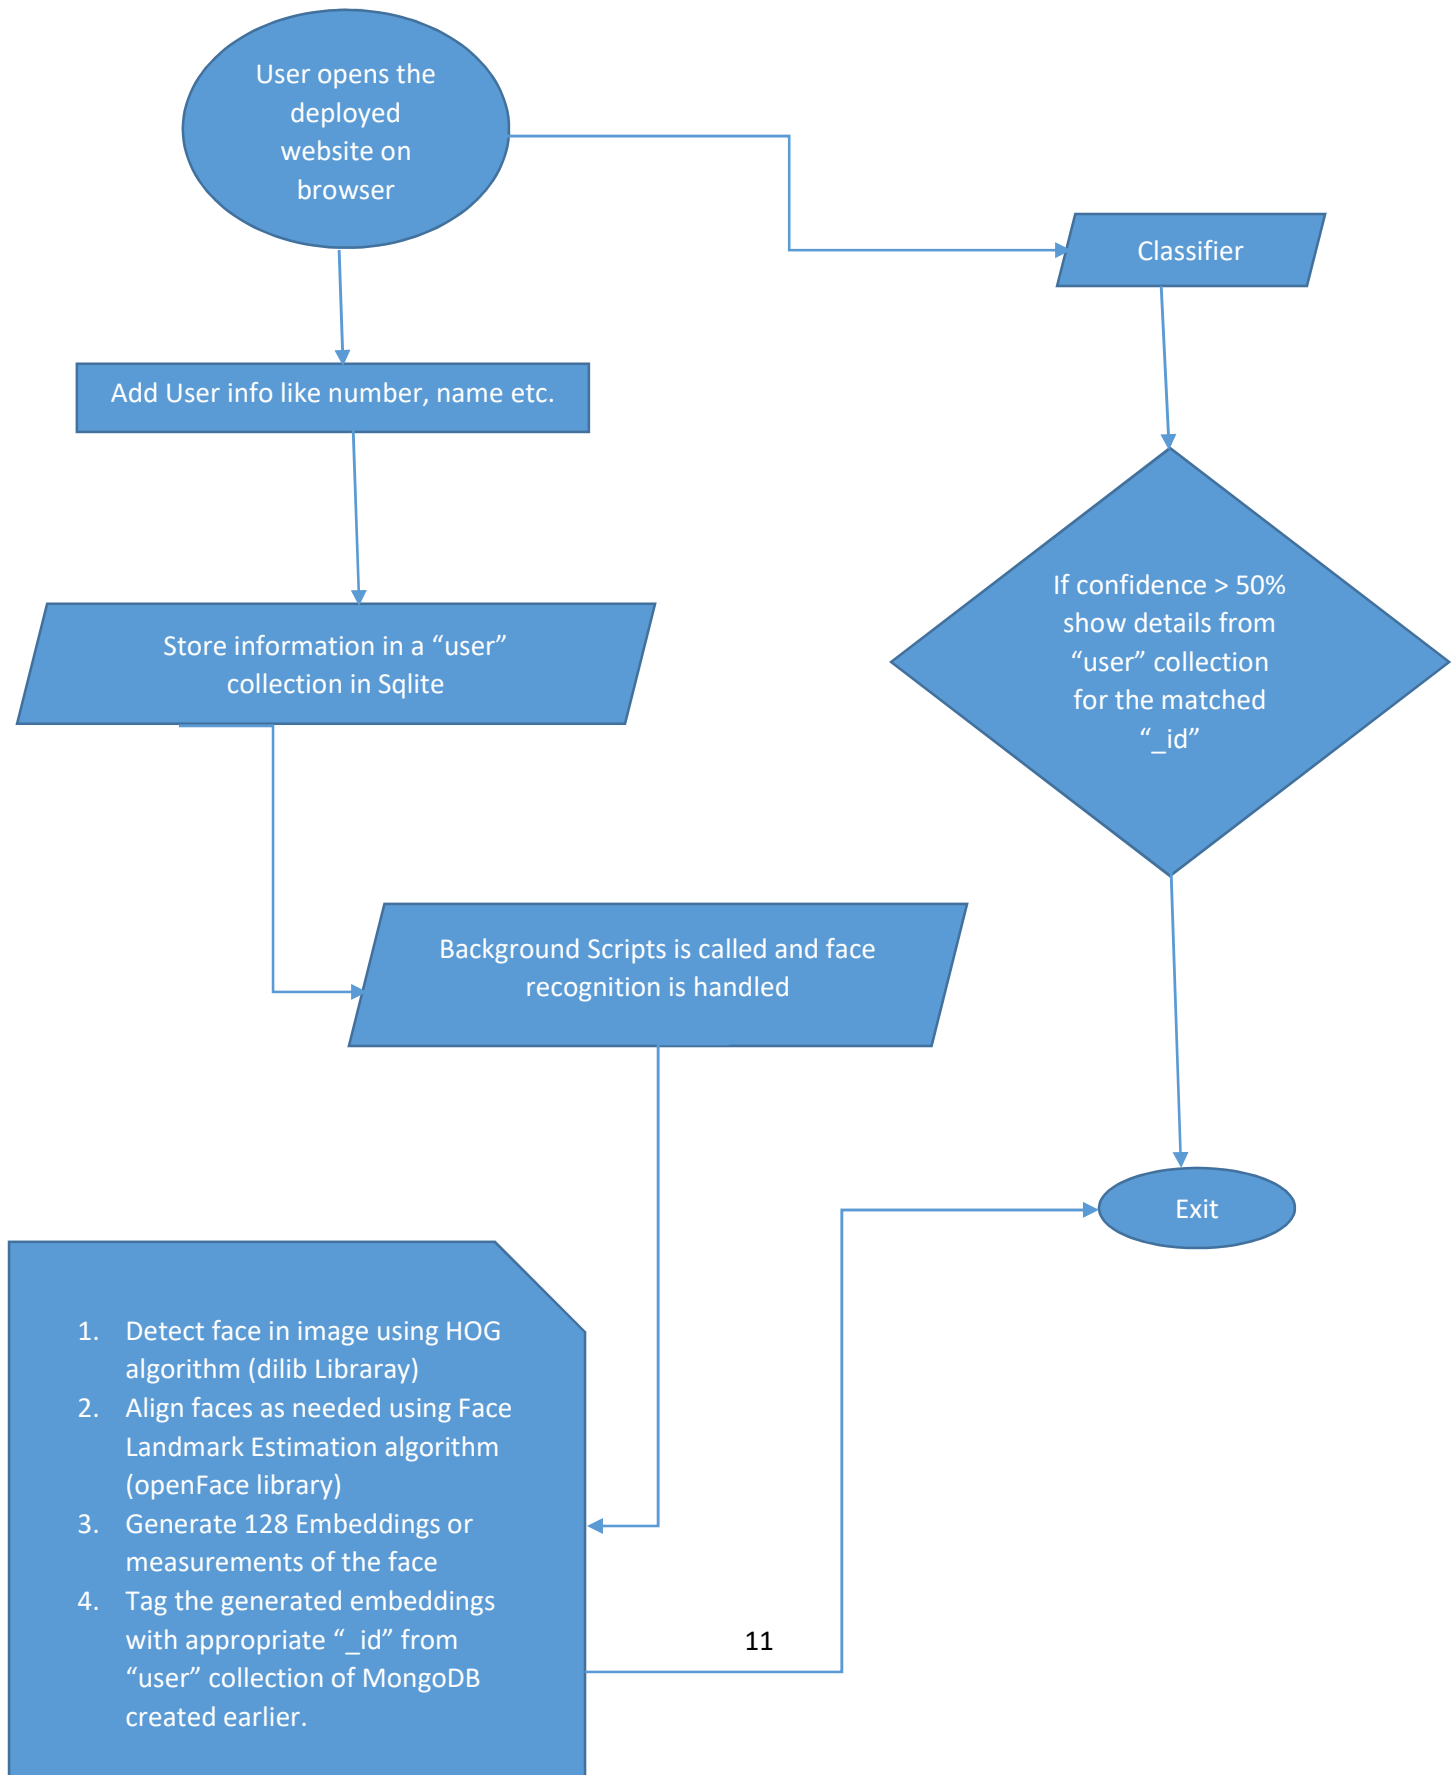 User opens the
deployed
website on
browser
Classifier
Add User info like number, name etc.
If confidence > 50%
show details from
“user” collection
for the matched
“_id”
Store information in a “user”
collection in Sqlite
Background Scripts is called and face
recognition is handled
Exit
1. Detect face in image using HOG
algorithm (dilib Libraray)
2. Align faces as needed using Face
Landmark Estimation algorithm
(openFace library)
3. Generate 128 Embeddings or
measurements of the face
4. Tag the generated embeddings
with appropriate “_id” from
“user” collection of MongoDB
created earlier.
11